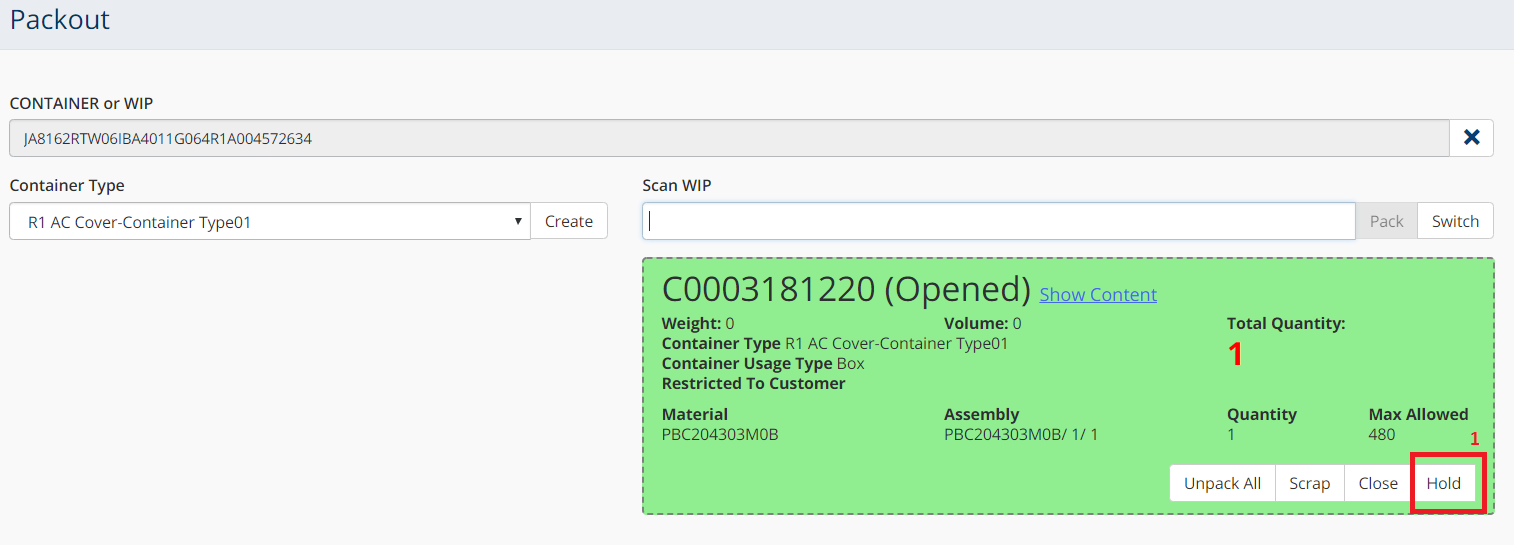 Packout
CONTAINER or WIP
JA8162RTW06IBA4011G064R1A004572634
Container Type
Scan WIP
R1 AC Cover-Container Type01
Create
Pack
Switch
C0003181220 (Opened) Show Content
Weight: 0
Volume: 0
Total Quantity:
1
Container Type R1 AC Cover-Container Type01
Container Usage Type Box
Restricted To Customer
Material
Assembly
Quantity
Max Allowed
PBC204303M0B
PBC204303M0B/ 1/ 1
1
480
1
Unpack All
Scrap
Close
Hold